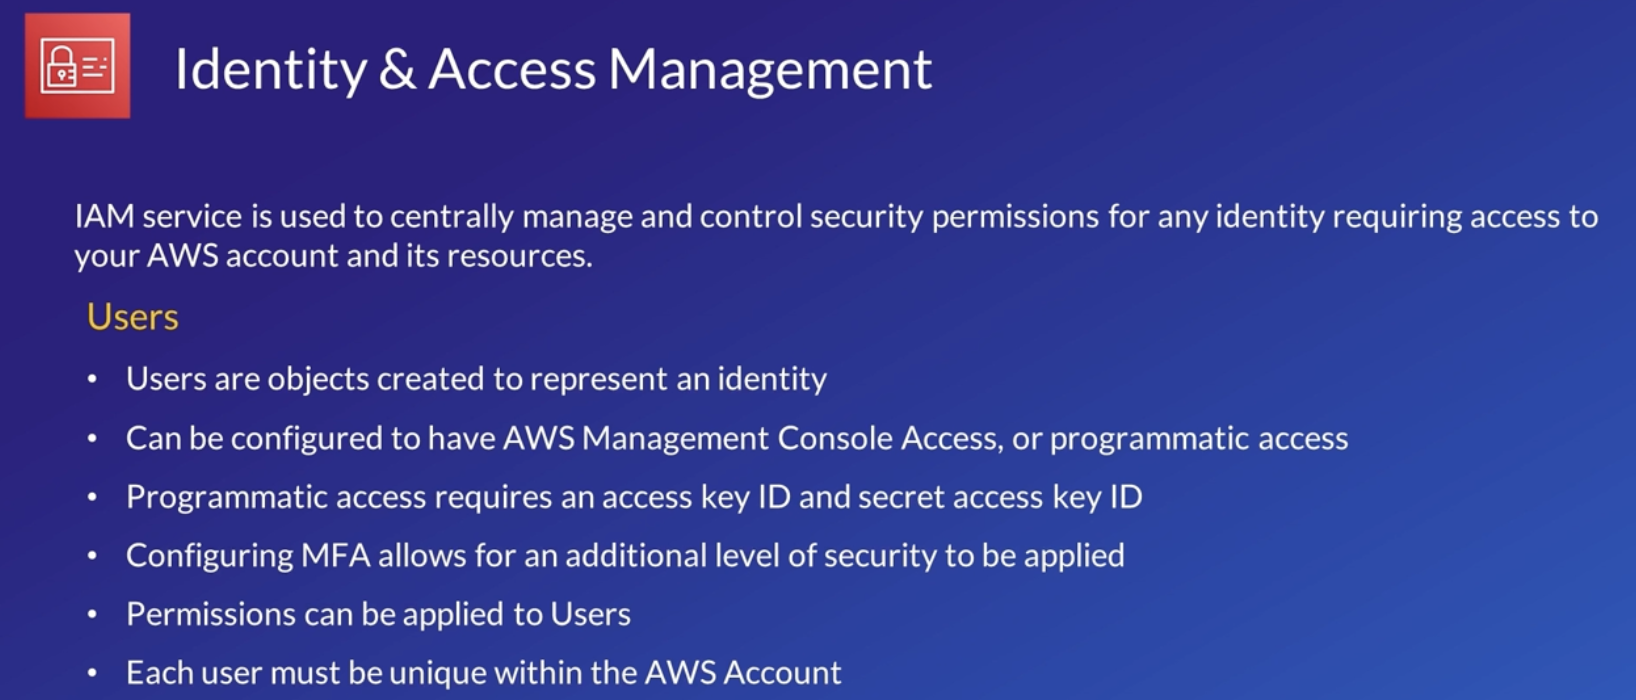 Identity & Access Management
IAM service is used to centrally manage and control security permissions for any identity requiring access to
your AWS account and its resources.
Users
• Users are objects created to represent an identity
• Can be configured to have AWS Management Console Access, or programmatic access
• Programmatic access requires an access key ID and secret access key ID
• Configuring MFA allows for an additional level of security to be applied
• Permissions can be applied to Users
• Each user must be unique within the AWS Account